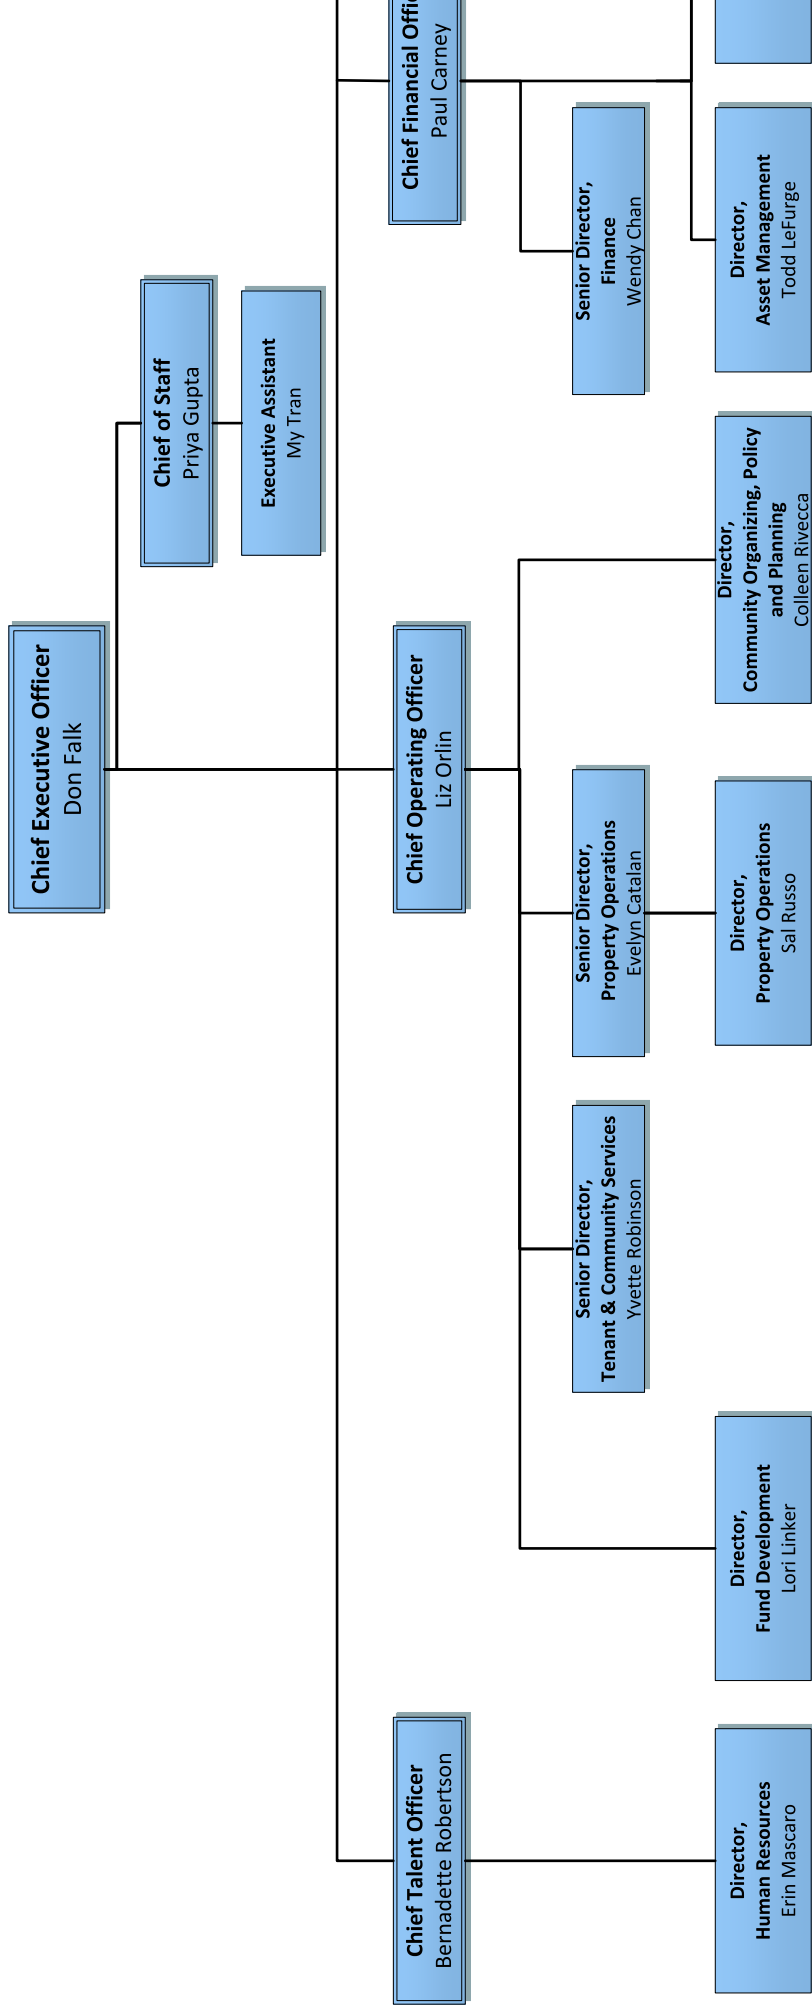 Chief Executive Officer
Don Falk
Chief of Staff
Priya Gupta
Executive Assistant
My Tran
Chief Talent Officer
Bernadette Robertson
Chief Operating Officer
Liz Orlin
Chief Financial Offic
Paul Carney
Senior Director,
Tenant & Community Services
Yvette Robinson
Senior Director,
Property Operations
Evelyn Catalan
Senior Director,
Finance
Wendy Chan
Director,
Human Resources
Erin Mascaro
Director,
Fund Development
Lori Linker
Director,
Property Operations
Sal Russo
Director,
Community Organizing, Policy
and Planning
Colleen Rivecca
Director,
Asset Management
Todd LeFurge